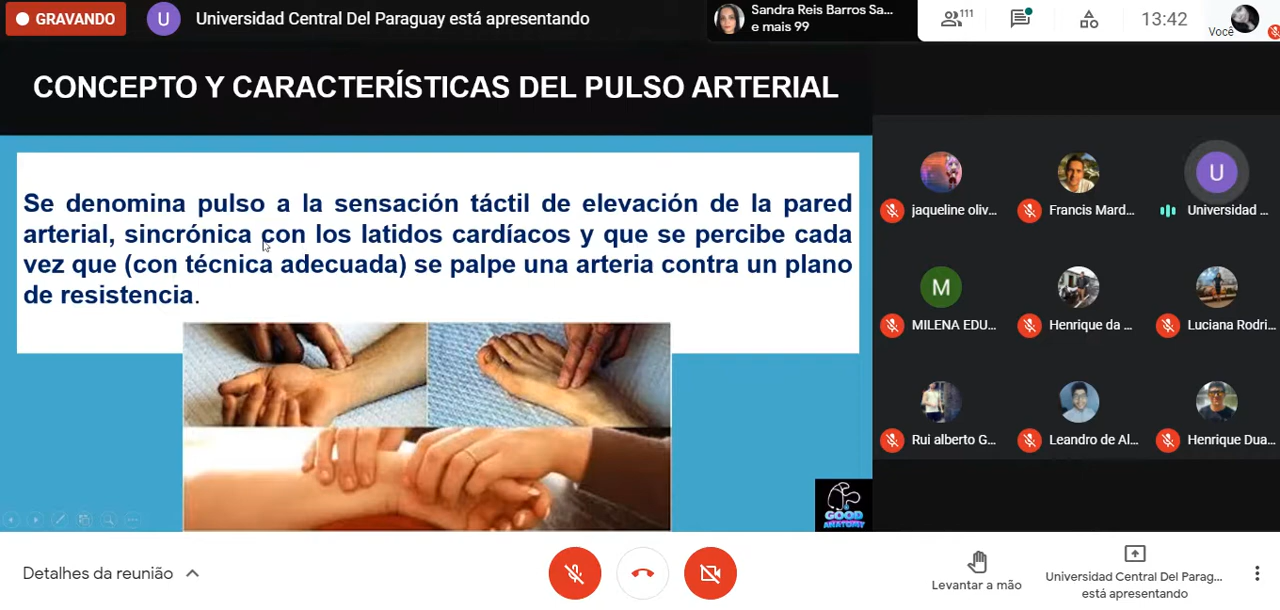 GRAVANDO
U
Universidad Central Del Paraguay está apresentando
Sandra Reis Barros Sa...
e mais 99
111
13:42
Você
CONCEPTO Y CARACTERÍSTICAS DEL PULSO ARTERIAL
Se denomina pulso a la sensación táctil de elevación de la pared
arterial, sincrónica con los latidos cardíacos y que se percibe cada
vez que (con técnica adecuada) se palpe una arteria contra un plano
de resistencia.
GOOD
ANATOMY
U
jaqueline oliv...
Francis Mard...
Universidad ...
M
MILENA EDU...
Henrique da ...
Luciana Rodri...
Rui alberto G...
Leandro de Al...
Henrique Dua...
Detalhes da reunião
Levantar a mão
Universidad Central Del Parag...
está apresentando